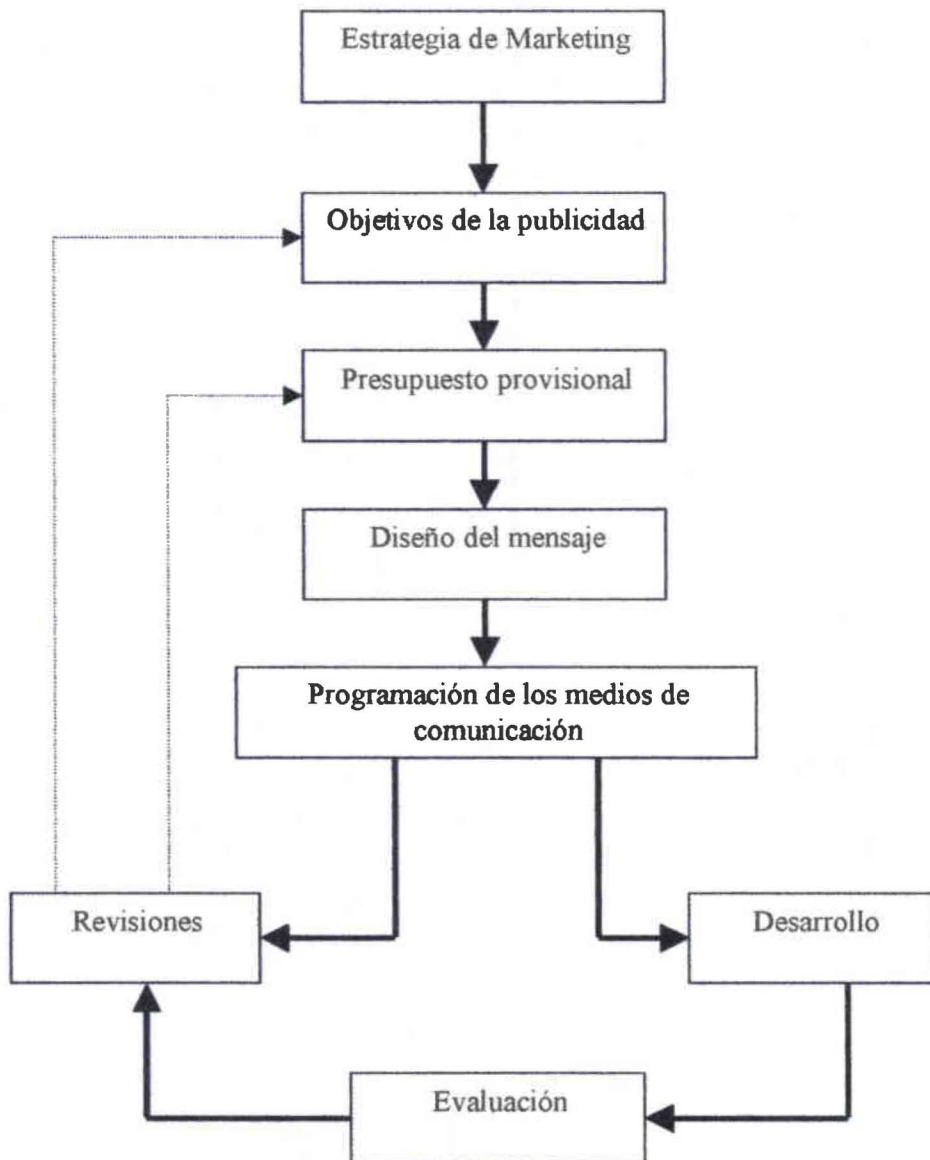 Estrategia de Marketing
Objetivos de la publicidad
Presupuesto provisional
Diseño del mensaje
Programación de los medios de
comunicación
Revisiones
Desarrollo
Evaluación